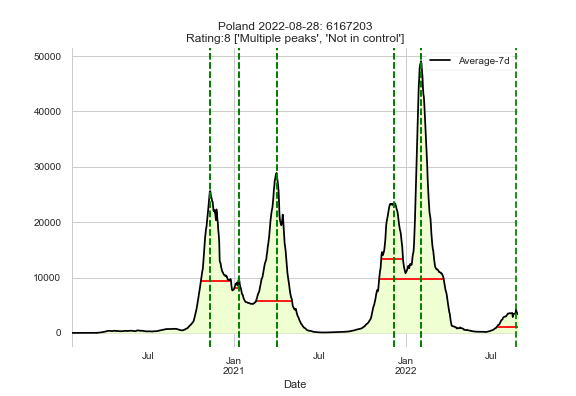 Poland 2022-08-28: 6167203
Rating:8 ['Multiple peaks', 'Not in control']
Average-7d
50000
40000
30000
20000
10000
0
Jul
Jan
2021
Jul
Jan
2022
Jul
Date